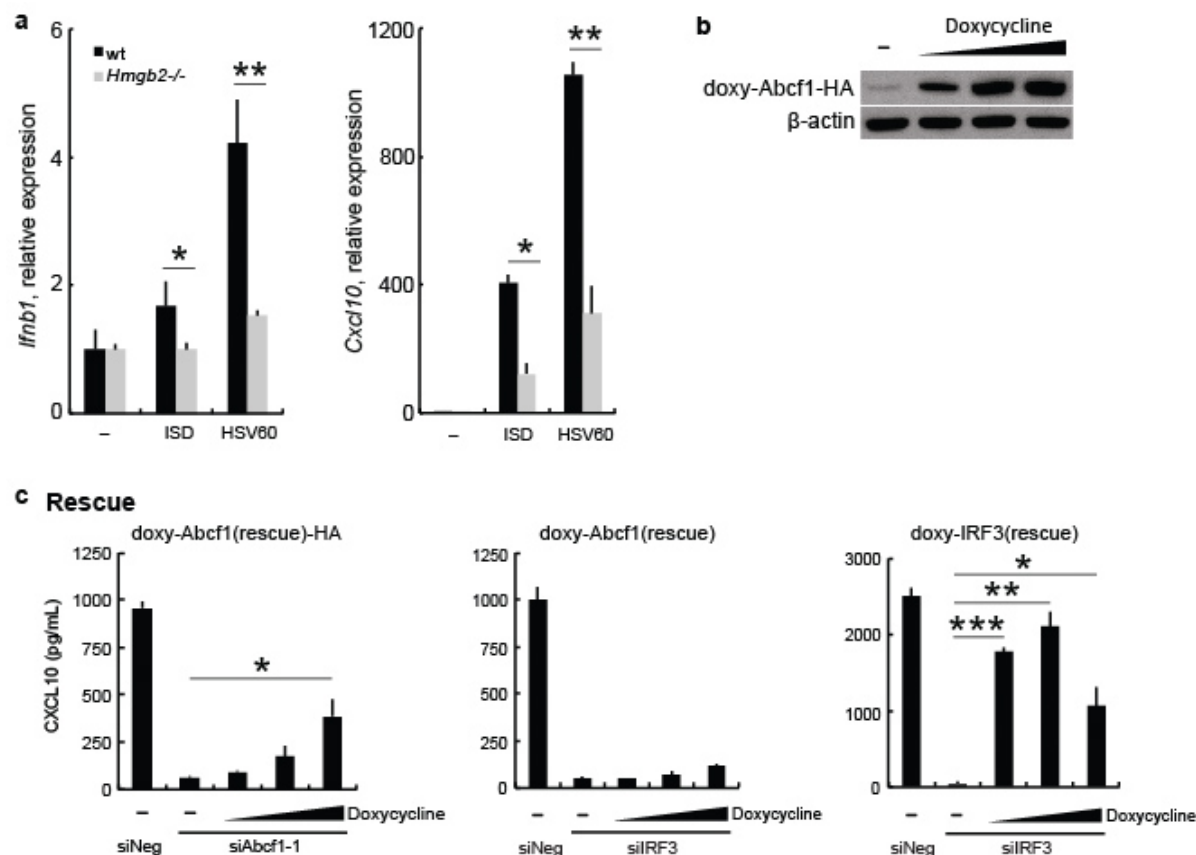 a
Ifnb1, relative expression
6
4
2
0
wt
Hmgb2-/-
*
**
–
ISD
HSV60
Cxcl10, relative expression
1200
800
400
0
*
**
–
ISD
HSV60
b
Doxycycline
–
doxy-Abcf1-HA
β-actin
c Rescue
doxy-Abcf1(rescue)-HA
CXCL10 (pg/mL)
1250
1000
750
500
250
0
*
– – Doxycycline
siNeg siAbcf1-1
doxy-Abcf1(rescue)
1250
1000
750
500
250
0
– – Doxycycline
siNeg siIRF3
doxy-IRF3(rescue)
3000
2000
1000
0
*
**
***
– – Doxycycline
siNeg siIRF3